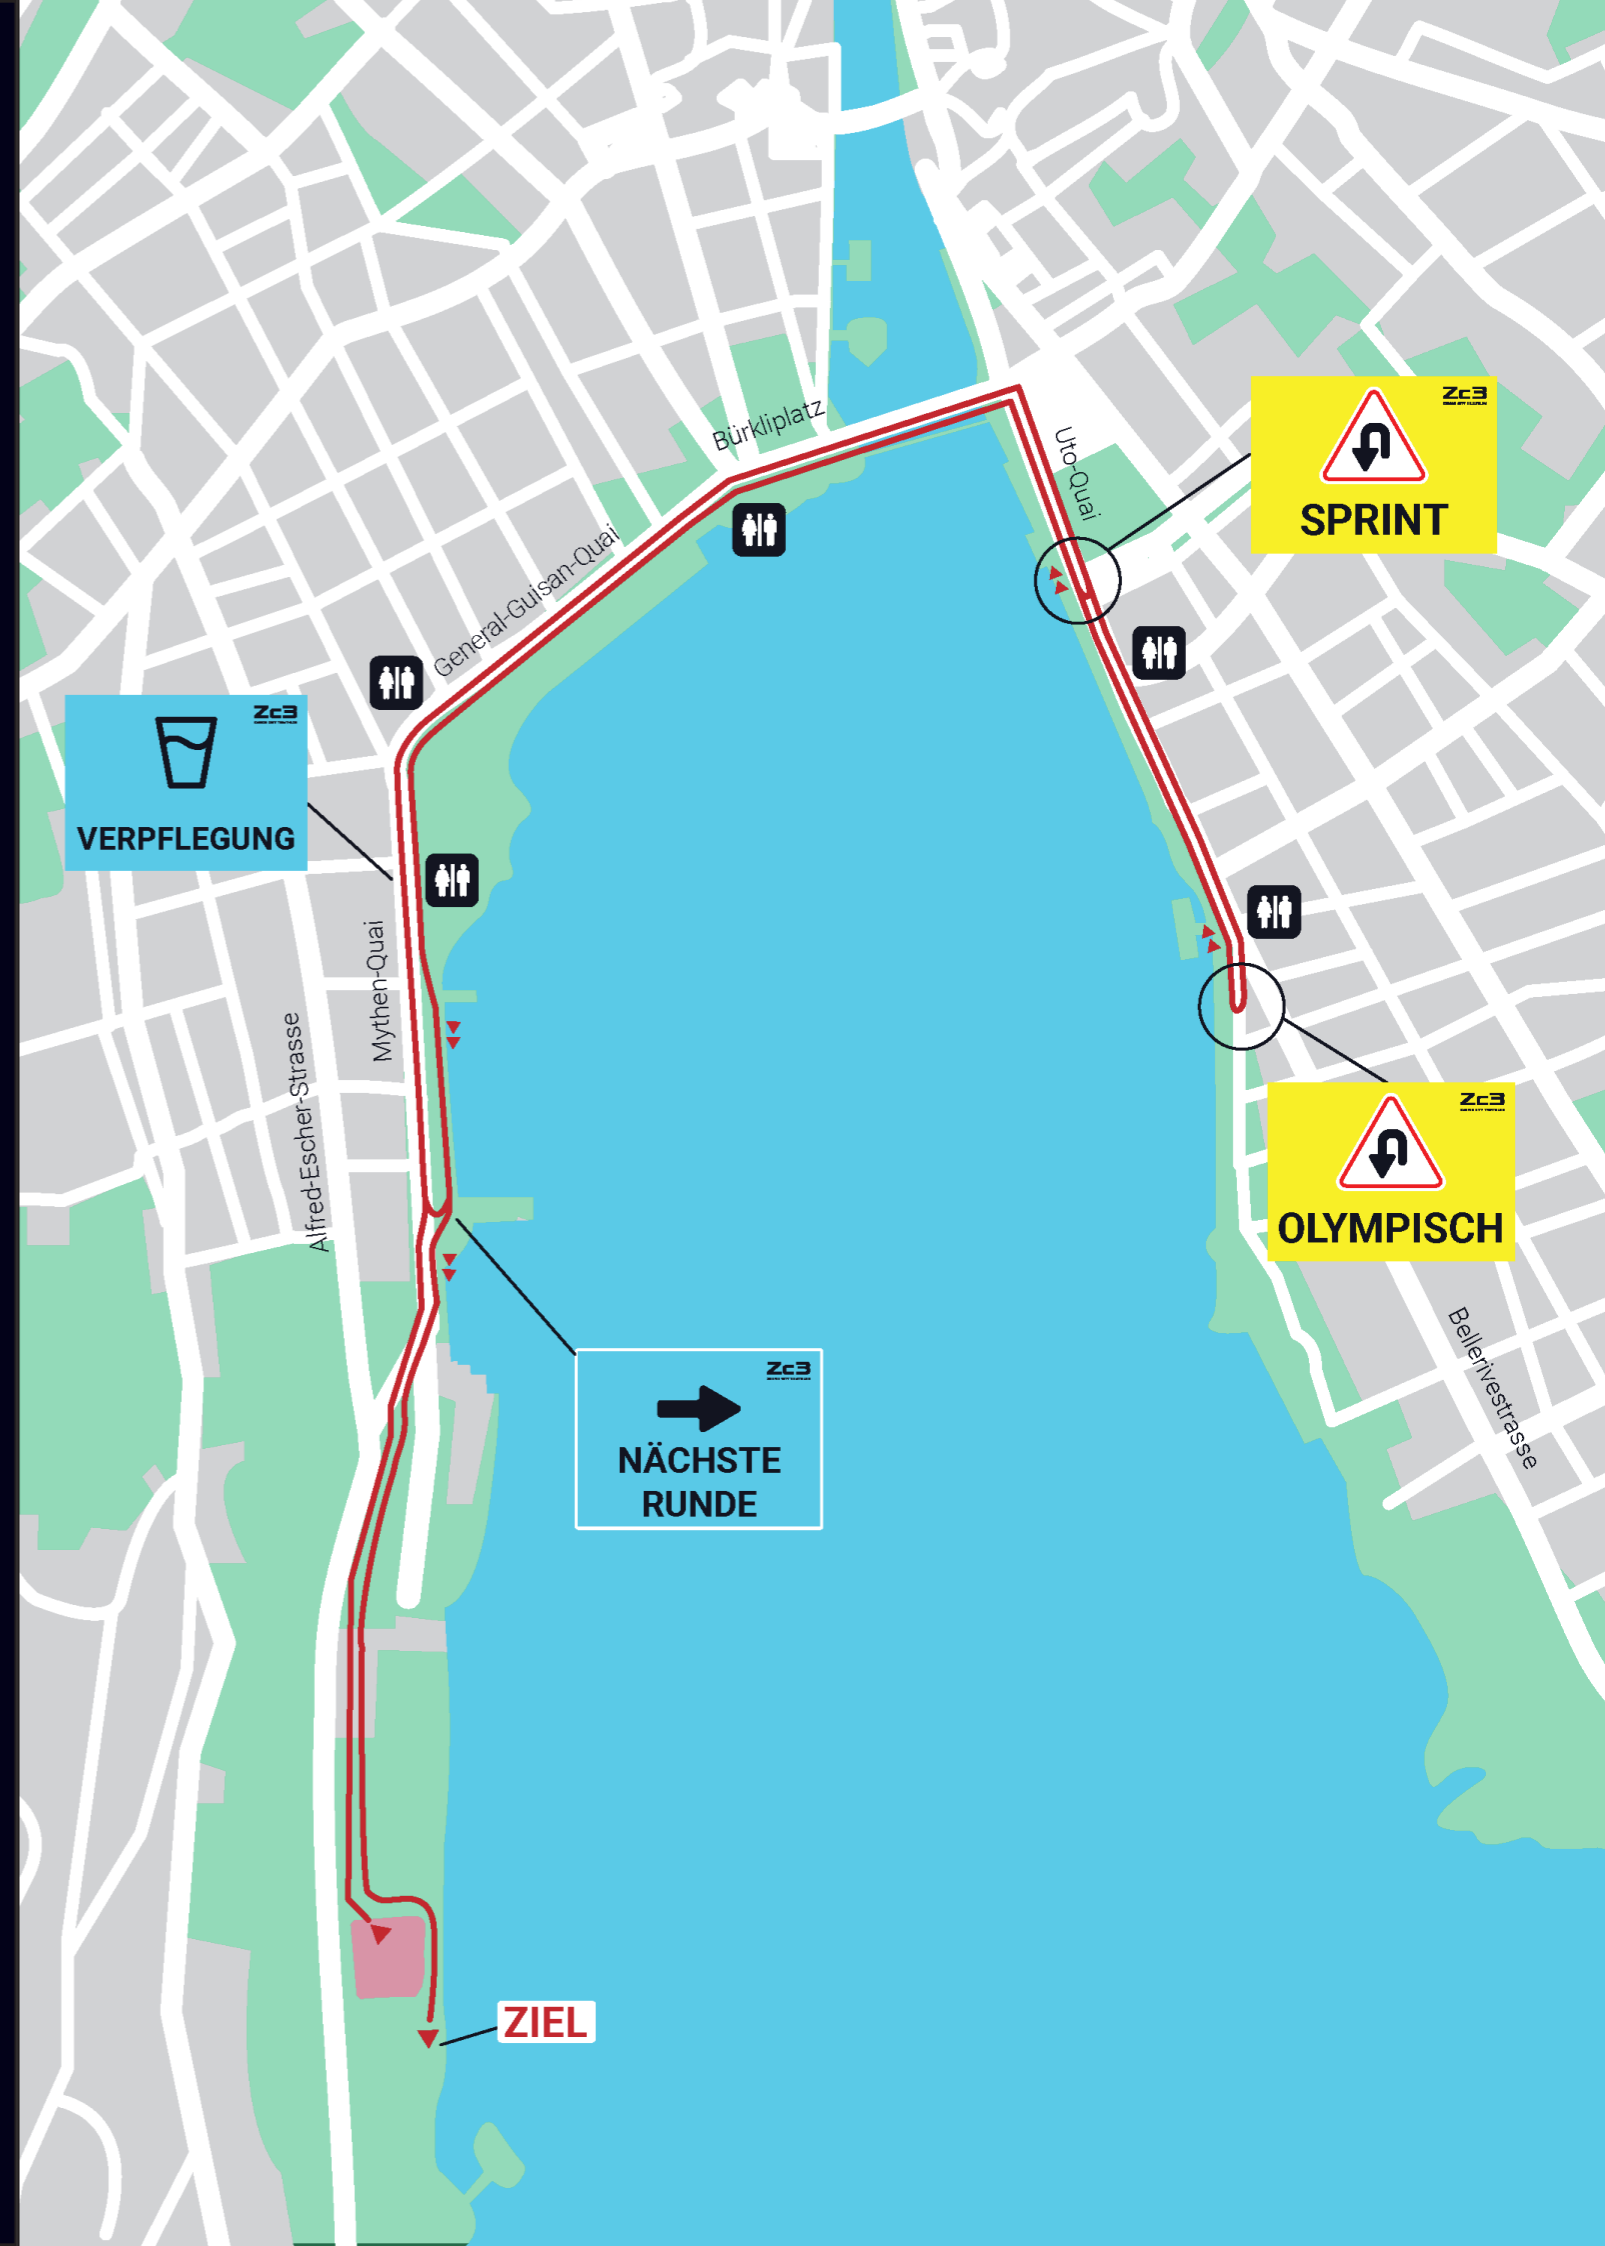 Bürkliplatz
Uto-Quai
Zc3
SPRINT
General-Guisan-Quai
Zc3
VERPFLEGUNG
Mythen-Quai
Alfred-Escher-Strasse
Zc3
OLYMPISCH
Bellerivestrasse
Zc3
NÄCHSTE
RUNDE
ZIEL